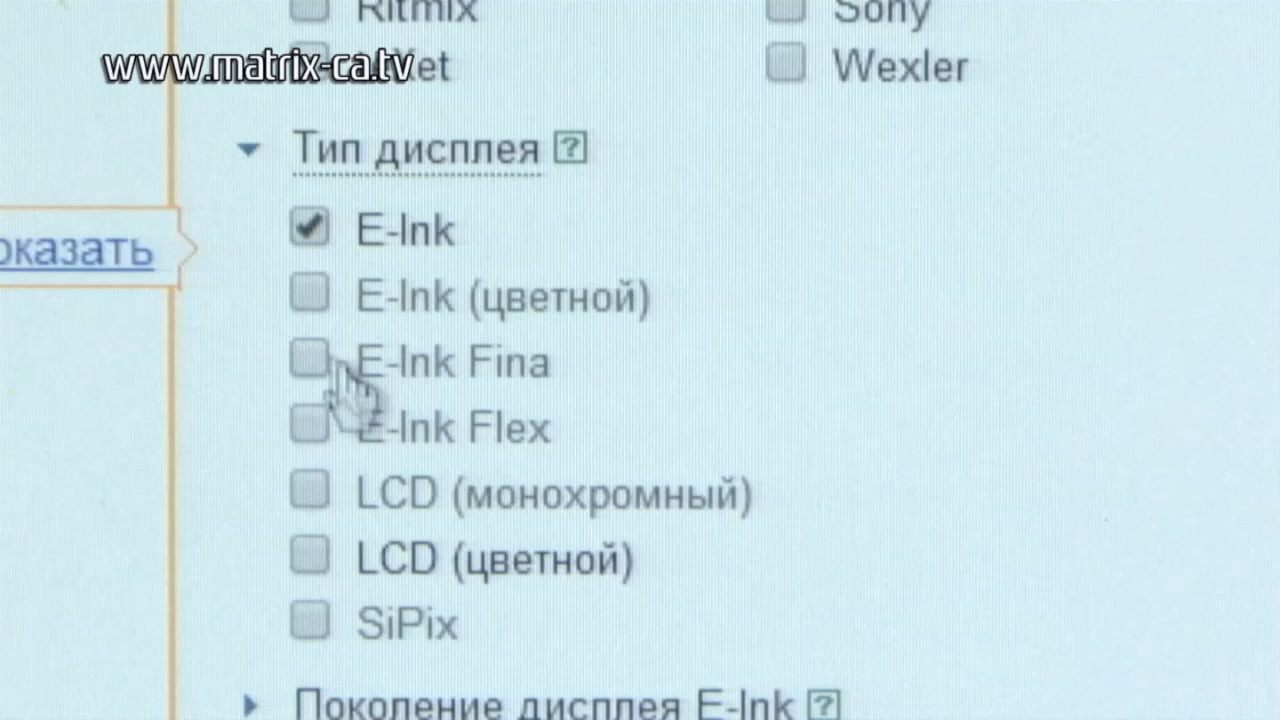 Ritmix Sony
www.matrix-ca.tv Wexler
Тип дисплея ?
E-Ink
оказать
E-Ink (цветной)
E-Ink Fina
E-Ink Flex
LCD (монохромный)
LCD (цветной)
SiPix
Поколение дисплея E-Ink ?